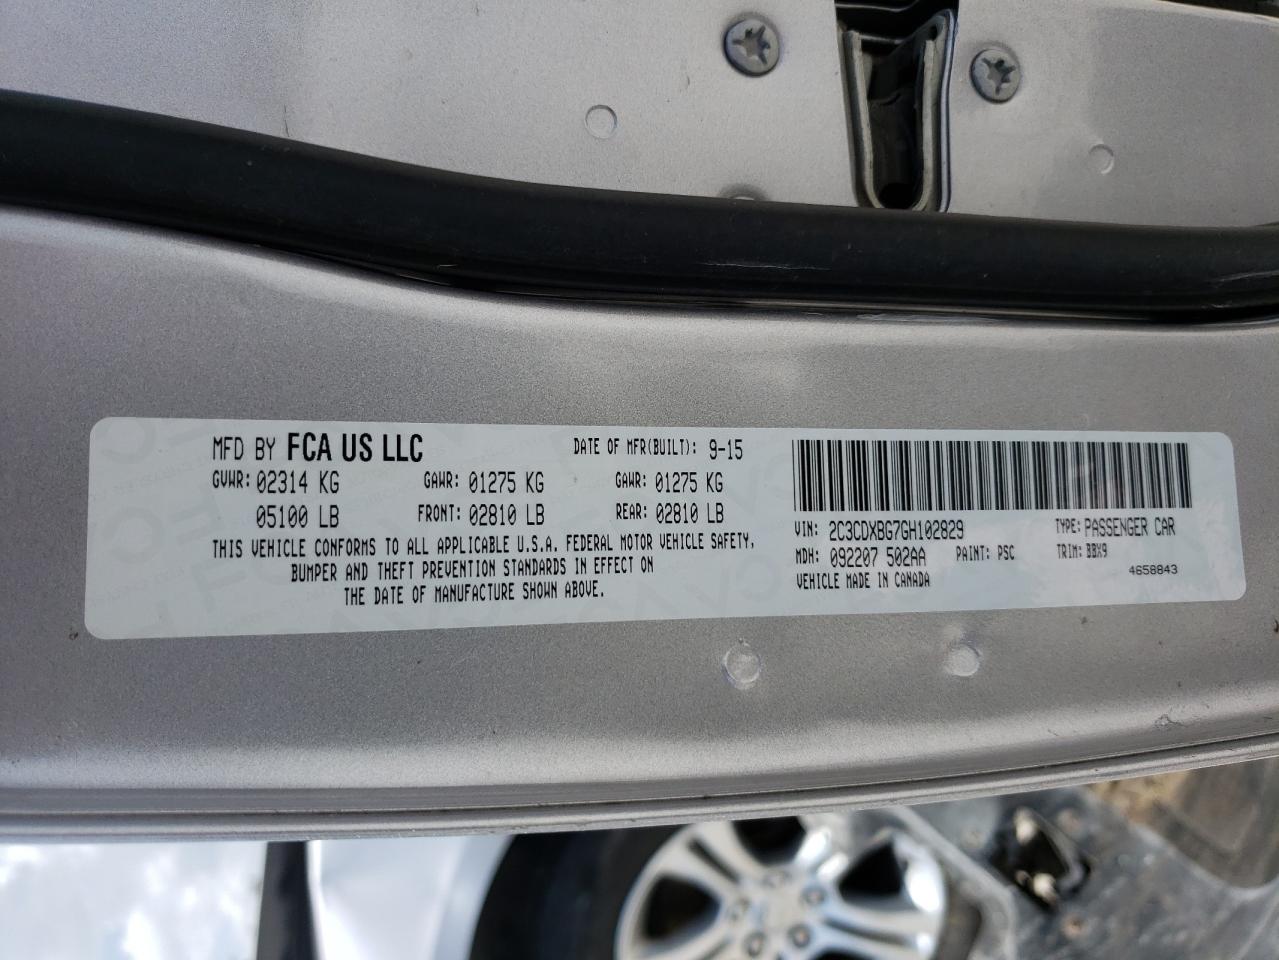 MFD BY FCA US LLC DATE OF MFR(BUILT): 9-15
GVWR: 02314 KG GAWR: 01275 KG GAWR: 01275 KG
05100 LB FRONT: 02810 LB REAR: 02810 LB
THIS VEHICLE CONFORMS TO ALL APPLICABLE U.S.A. FEDERAL MOTOR VEHICLE SAFETY,
BUMPER AND THEFT PREVENTION STANDARDS IN EFFECT ON
THE DATE OF MANUFACTURE SHOWN ABOVE.
VIN: 2C3CDXBG7GH102829 TYPE: PASSENGER CAR
MDH: 092207 502AA PAINT: PSC TRIM: BBX9
VEHICLE MADE IN CANADA 4658843